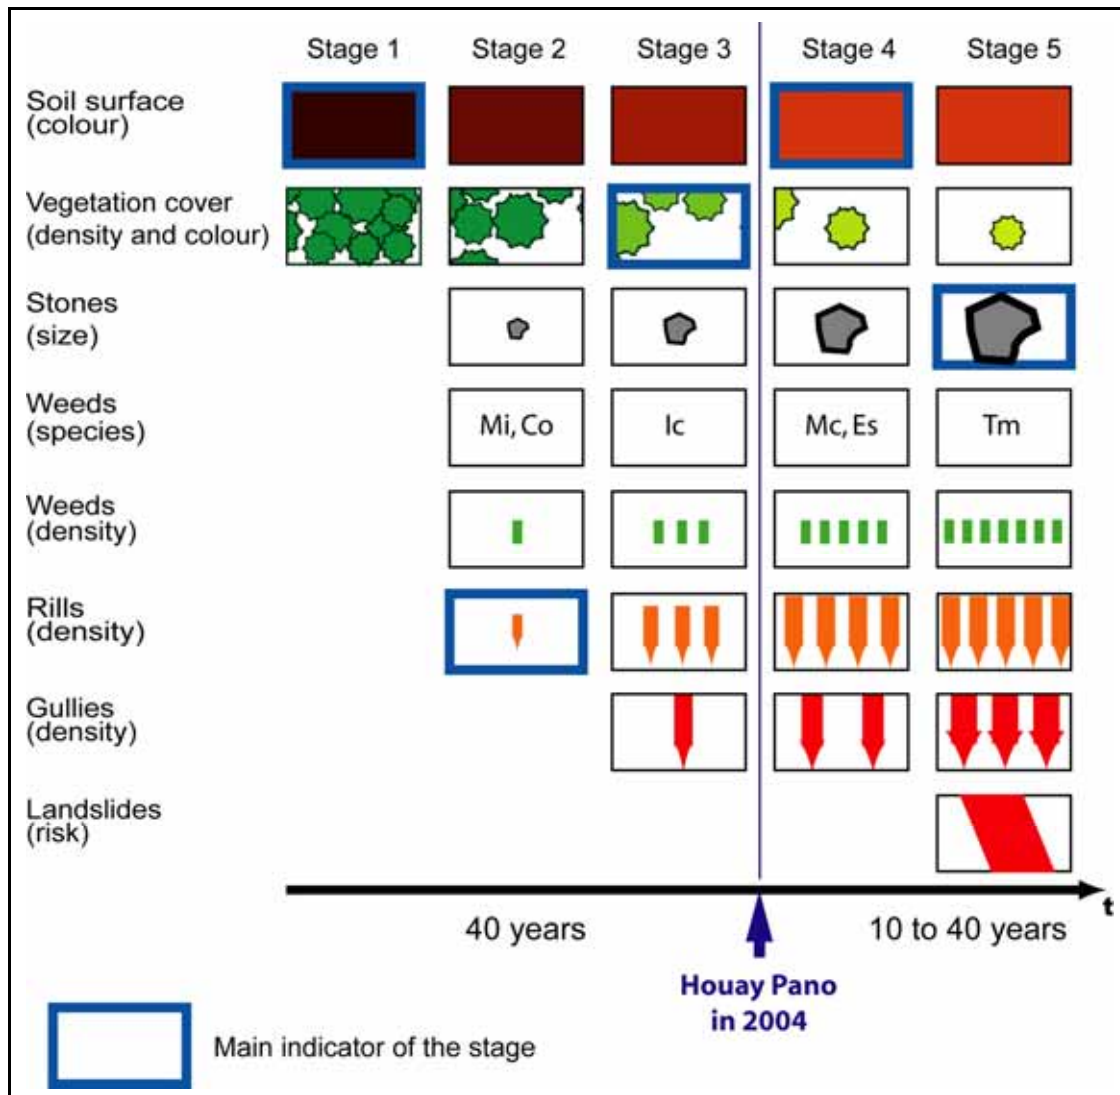 Stage 1 Stage 2 Stage 3 Stage 4 Stage 5
Soil surface
(colour)
Vegetation cover
(density and colour)
Stones
(size)
Weeds
(species)
Mi, Co Ic Mc, Es Tm
Weeds
(density)
Rills
(density)
Gullies
(density)
Landslides
(risk)
t
40 years 10 to 40 years
Houay Pano
in 2004
Main indicator of the stage